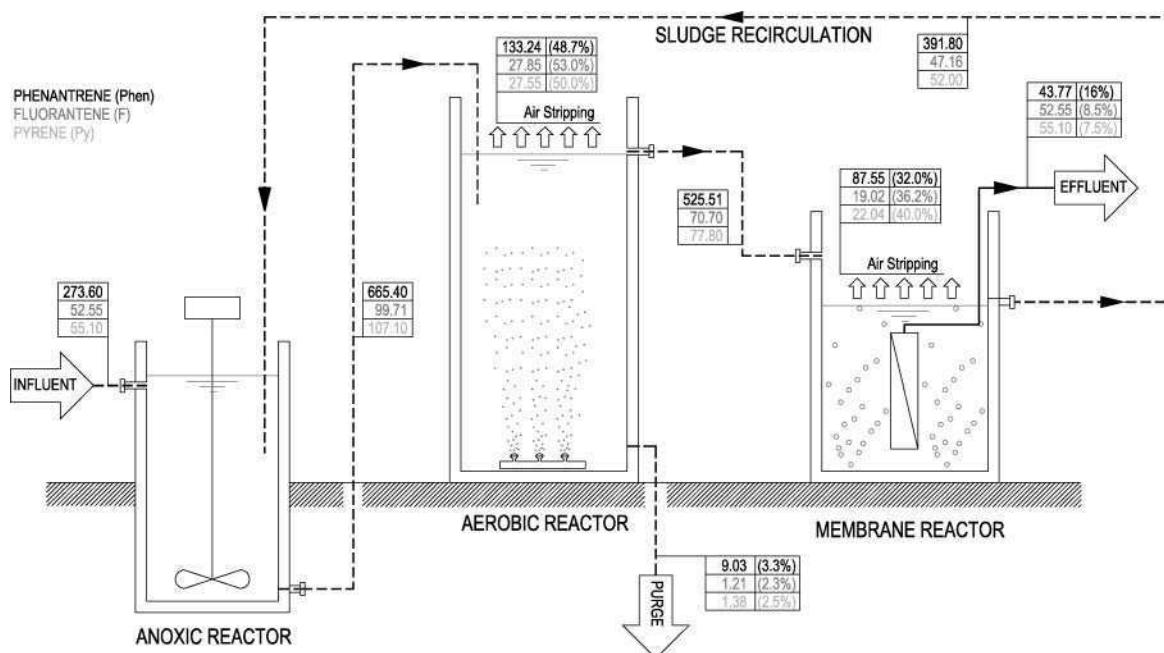 SLUDGE RECIRCULATION
133.24 (48.7%)
27.85 (53.0%)
27.55 (50.0%)
Air Stripping
391.80
47.16
52.00
PHENANTRENE (Phen)
FLUORANTENE (F)
PYRENE (Py)
43.77 (16%)
52.55 (8.5%)
55.10 (7.5%)
EFFLUENT
87.55 (32.0%)
19.02 (36.2%)
22.04 (40.0%)
Air Stripping
525.51
70.70
77.80
273.60
52.55
55.10
INFLUENT
665.40
99.71
107.10
ANOXIC REACTOR
AEROBIC REACTOR
MEMBRANE REACTOR
9.03 (3.3%)
1.21 (2.3%)
1.38 (2.5%)
PURGE